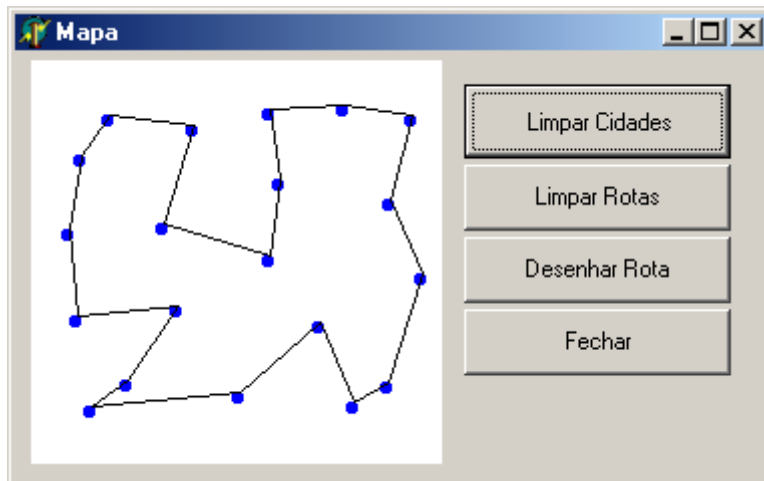 Mapa
Limpar Cidades
Limpar Rotas
Desenhar Rota
Fechar